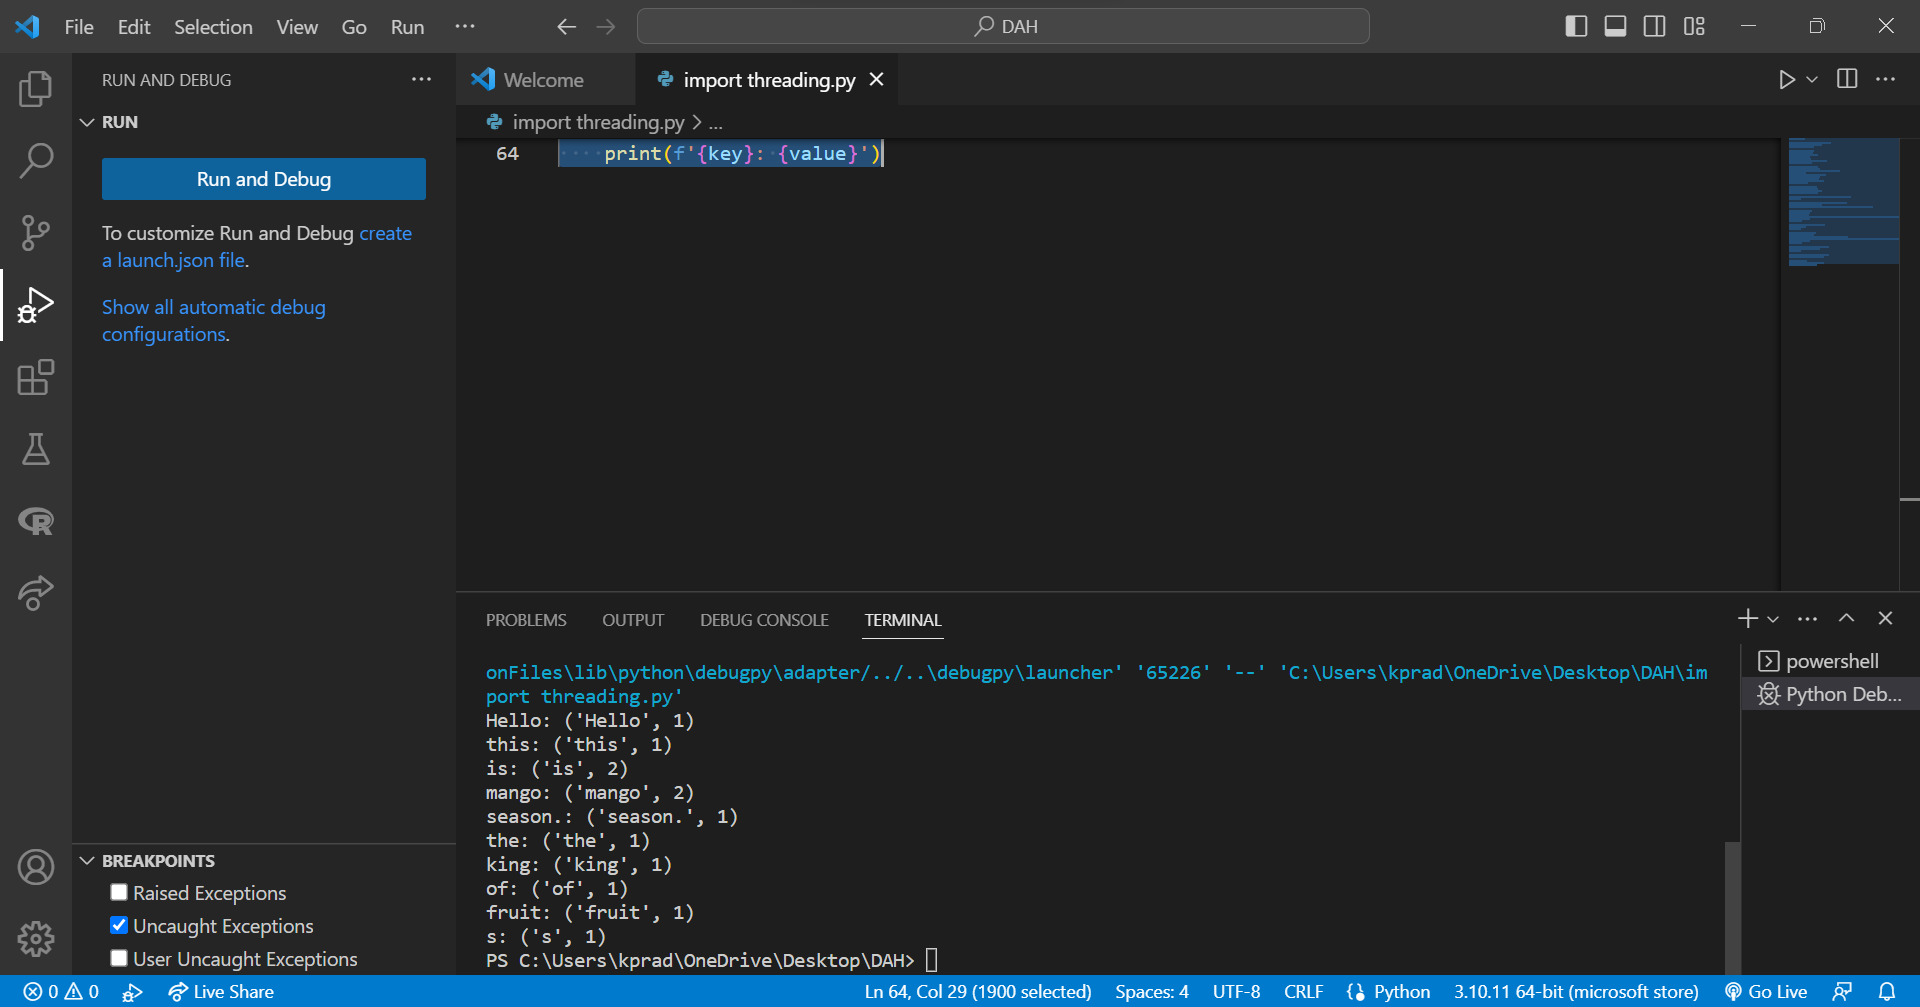 File Edit Selection View Go Run ··· DAH
RUN AND DEBUG ···
RUN
Run and Debug
To customize Run and Debug create
a launch.json file.
Show all automatic debug
configurations.
BREAKPOINTS
Raised Exceptions
Uncaught Exceptions
User Uncaught Exceptions
Welcome import threading.py
import threading.py > ...
64 print(f'{key}: {value}')
PROBLEMS OUTPUT DEBUG CONSOLE TERMINAL
onFiles\lib\python\debugpy\adapter/../..\debugpy\launcher' '65226' '--' 'C:\Users\kprad\OneDrive\Desktop\DAH\im
port threading.py'
Hello: ('Hello', 1)
this: ('this', 1)
is: ('is', 2)
mango: ('mango', 2)
season.: ('season.', 1)
the: ('the', 1)
king: ('king', 1)
of: ('of', 1)
fruit: ('fruit', 1)
s: ('s', 1)
PS C:\Users\kprad\OneDrive\Desktop\DAH>
powershell
Python Deb...
0 0 Live Share Ln 64, Col 29 (1900 selected) Spaces: 4 UTF-8 CRLF Python 3.10.11 64-bit (microsoft store) Go Live